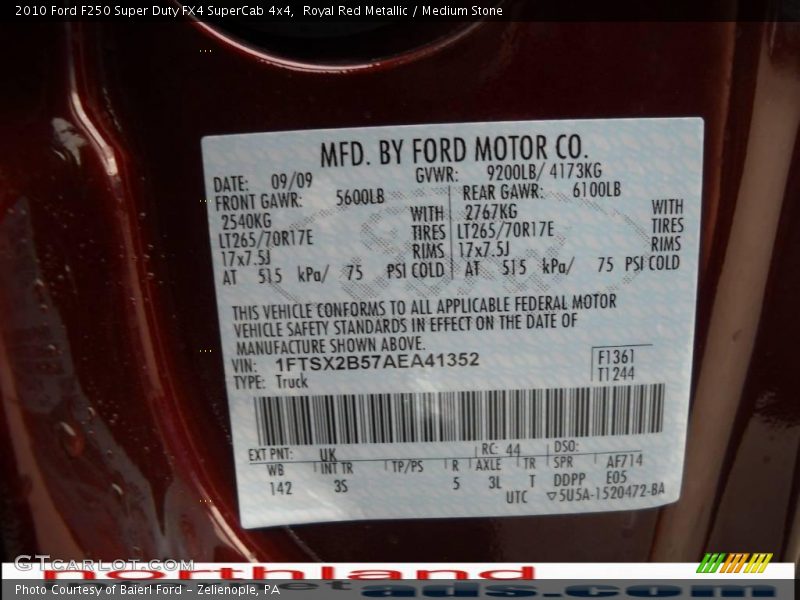 2010 Ford F250 Super Duty FX4 SuperCab 4x4,  Royal Red Metallic / Medium Stone
MFD. BY FORD MOTOR CO.
DATE: 09/09 GVWR: 9200LB/ 4173KG
FRONT GAWR: 5600LB REAR GAWR: 6100LB
2540KG WITH 2767KG WITH
LT265/70R17E TIRES LT265/70R17E TIRES
17x7.5J RIMS 17x7.5J RIMS
AT 515 kPa/ 75 PSI COLD AT 515 kPa/ 75 PSI COLD
THIS VEHICLE CONFORMS TO ALL APPLICABLE FEDERAL MOTOR
VEHICLE SAFETY STANDARDS IN EFFECT ON THE DATE OF
MANUFACTURE SHOWN ABOVE.
VIN: 1FTSX2B57AEA41352 F1361
TYPE: Truck T1244
EXT PNT: UK RC: 44 DSO:
WB INT TR TP/PS R AXLE TR SPR AF714
142 3S 5 3L T DDPP E05
UTC ▽5U5A-1520472-BA
GTCarLot.com
northland
ads.com
Photo Courtesy of Baierl Ford - Zelienople, PA